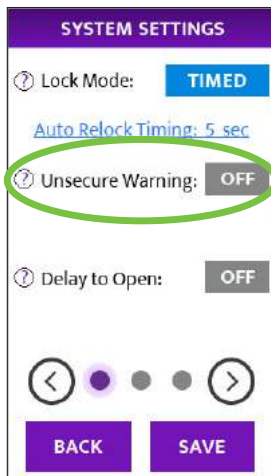 SYSTEM SETTINGS
? Lock Mode: TIMED
Auto Relock Timing: 5 sec
? Unsecure Warning: OFF
? Delay to Open: OFF
BACK SAVE